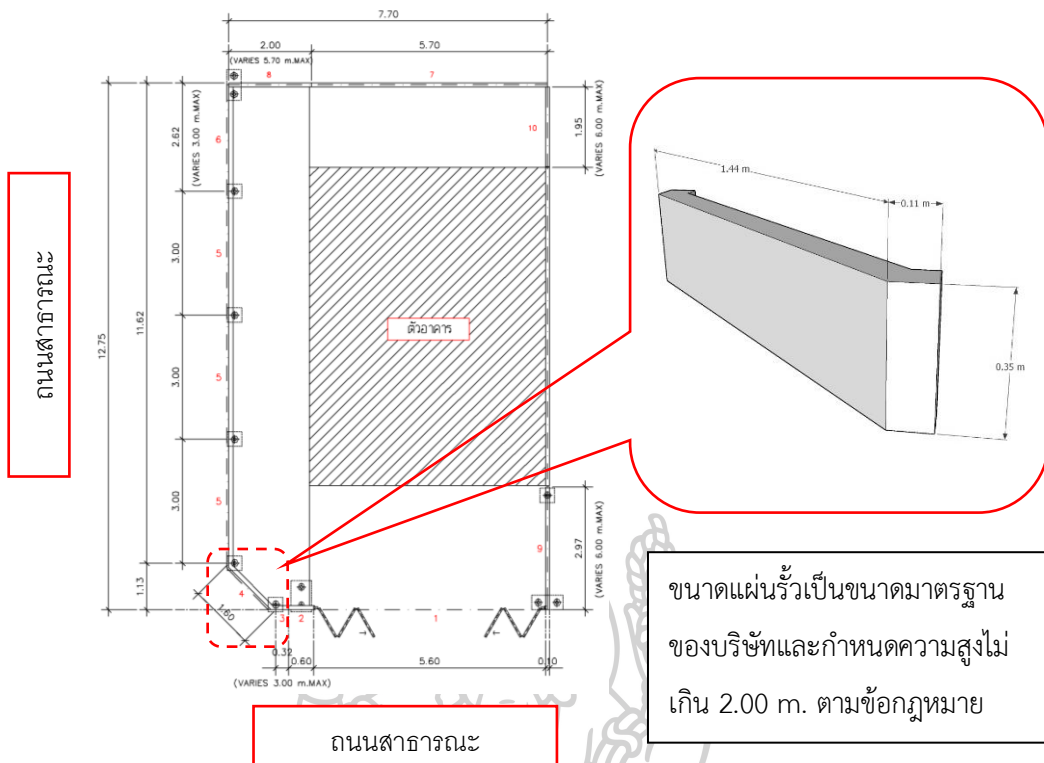 7.70
2.00 5.70
(VARIES 5.70 m.MAX)
8 7
2.62
(VARIES 3.00 m.MAX)
6
10
1.95
(VARIES 6.00 m.MAX)
1.44 m
0.11 m
0.35 m
ถนนสาธารณะ
12.75
11.62
3.00
5
3.00
5
3.00
5
ตัวอาคาร
1.13
4
1.60
3 2 1
9
2.97
(VARIES 6.00 m.MAX)
0.32
0.60 5.60 0.10
(VARIES 3.00 m.MAX)
ถนนสาธารณะ
ขนาดแผ่นรั้วเป็นขนาดมาตรฐาน
ของบริษัทและกำหนดความสูงไม่
เกิน 2.00 m. ตามข้อกฎหมาย